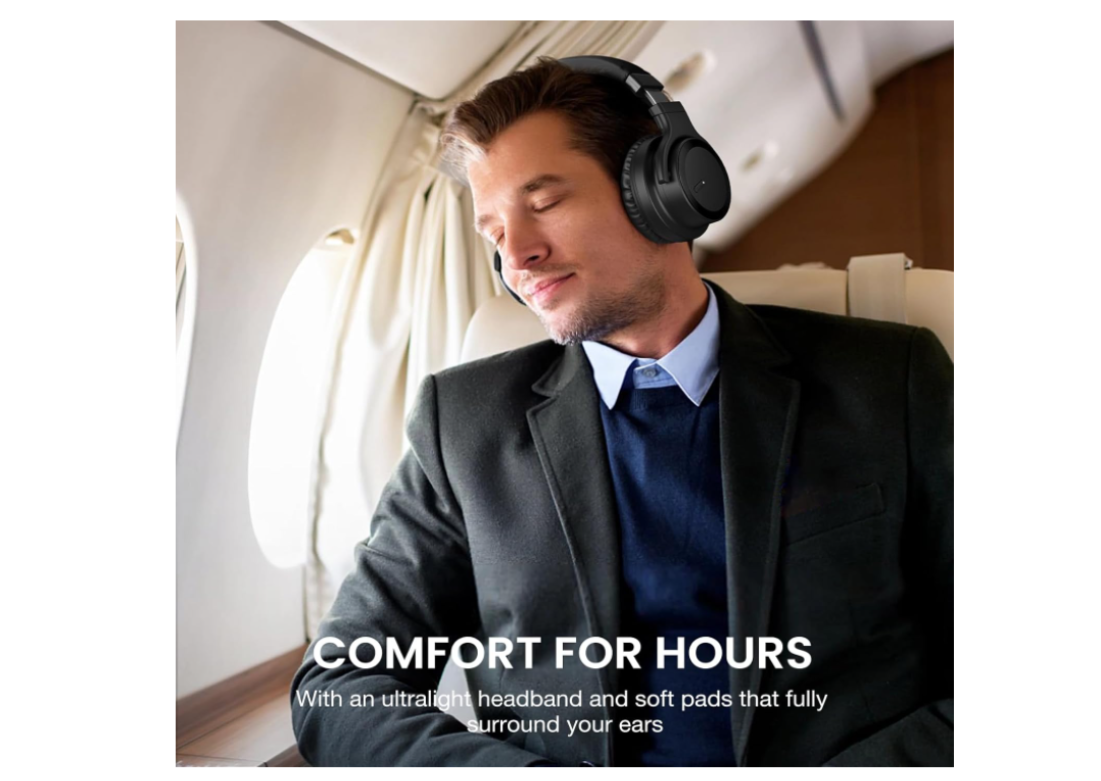 COMFORT FOR HOURS
With an ultralight headband and soft pads that fully
surround your ears